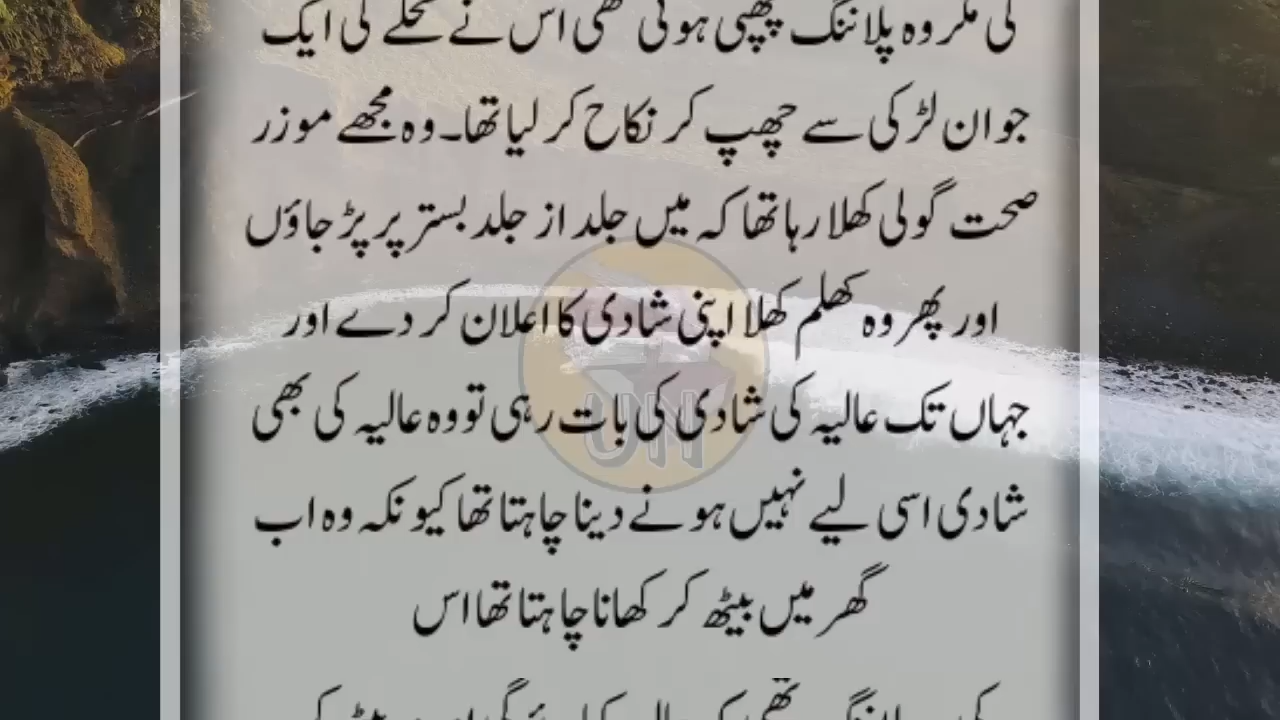 کی مکروہ پلاننگ چھپی ہوئی تھی اس نے محلے کی ایک
جوان لڑکی سے چھپ کر نکاح کر لیا تھا۔ وہ مجھے موزر
صحت گولی کھلا رہا تھا کہ میں جلد از جلد بستر پر پڑ جاؤں
اور پھر وہ کھلم کھلا اپنی شادی کا اعلان کر دے اور
جہاں تک عالیہ کی شادی کی بات رہی تو وہ عالیہ کی بھی
شادی اسی لیے نہیں ہونے دینا چاہتا تھا کیونکہ وہ اب
گھر میں بیٹھ کر کھانا چاہتا تھا اس